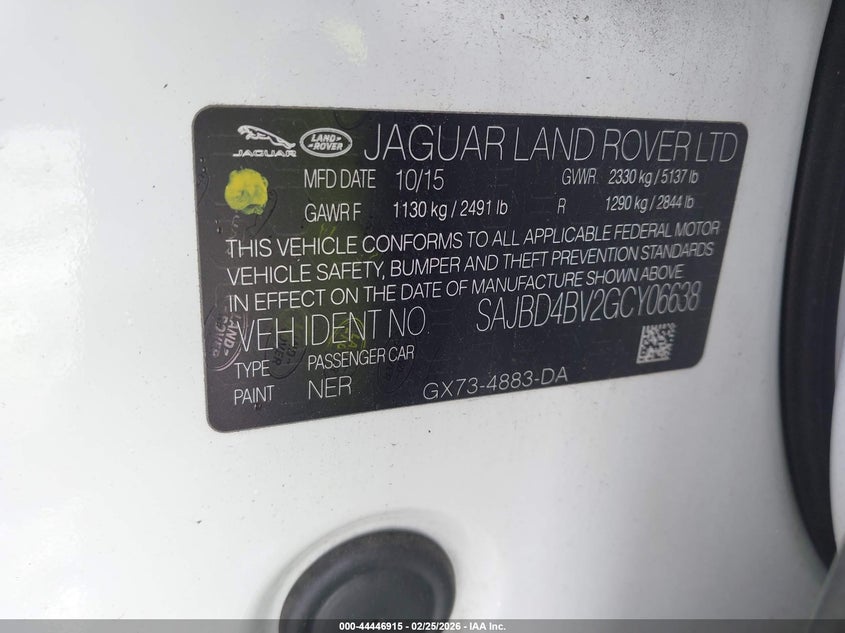 JAGUAR LAND-ROVER JAGUAR LAND ROVER LTD
MFD DATE 10/15 GVWR 2330 kg / 5137 lb
GAWR F 1130 kg / 2491 lb R 1290 kg / 2844 lb
THIS VEHICLE CONFORMS TO ALL APPLICABLE FEDERAL MOTOR
VEHICLE SAFETY, BUMPER AND THEFT PREVENTION STANDARDS
IN EFFECT ON THE DATE OF MANUFACTURE SHOWN ABOVE
VEH IDENT NO SAJBD4BV2GCY06638
TYPE PASSENGER CAR
PAINT NER GX73-4883-DA
000-44446915 - 02/25/2026 - IAA Inc.